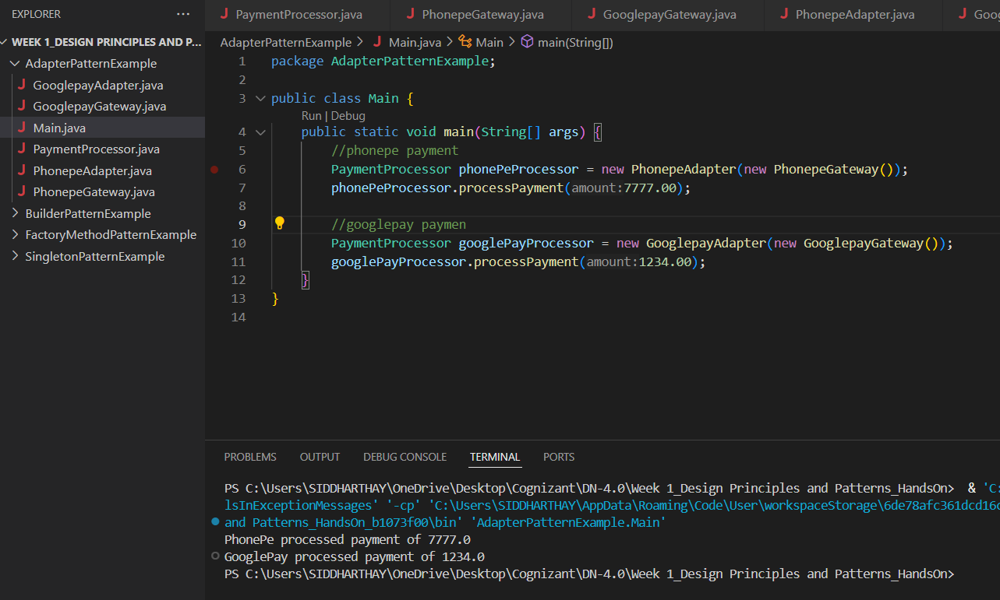 EXPLORER ...
WEEK 1_DESIGN PRINCIPLES AND P...
AdapterPatternExample
J GooglepayAdapter.java
J GooglepayGateway.java
J Main.java
J PaymentProcessor.java
J PhonepeAdapter.java
J PhonepeGateway.java
BuilderPatternExample
FactoryMethodPatternExample
SingletonPatternExample
J PaymentProcessor.java J PhonepeGateway.java J GooglepayGateway.java J PhonepeAdapter.java J Goo
AdapterPatternExample > J Main.java > Main > main(String[])
1 package AdapterPatternExample;
2
3 public class Main {
Run | Debug
4 public static void main(String[] args) {
5 //phonepe payment
6 PaymentProcessor phonePeProcessor = new PhonepeAdapter(new PhonepeGateway());
7 phonePeProcessor.processPayment(amount:7777.00);
8
9 //googlepay paymen
10 PaymentProcessor googlePayProcessor = new GooglepayAdapter(new GooglepayGateway());
11 googlePayProcessor.processPayment(amount:1234.00);
12 }
13 }
14
PROBLEMS OUTPUT DEBUG CONSOLE TERMINAL PORTS
PS C:\Users\SIDDHARTHAY\OneDrive\Desktop\Cognizant\DN-4.0\Week 1_Design Principles and Patterns_HandsOn> & 'C:
lsInExceptionMessages' '-cp' 'C:\Users\SIDDHARTHAY\AppData\Roaming\Code\User\workspaceStorage\6de78afc361dcd16c
and Patterns_HandsOn_b1073f00\bin' 'AdapterPatternExample.Main'
PhonePe processed payment of 7777.0
GooglePay processed payment of 1234.0
PS C:\Users\SIDDHARTHAY\OneDrive\Desktop\Cognizant\DN-4.0\Week 1_Design Principles and Patterns_HandsOn>